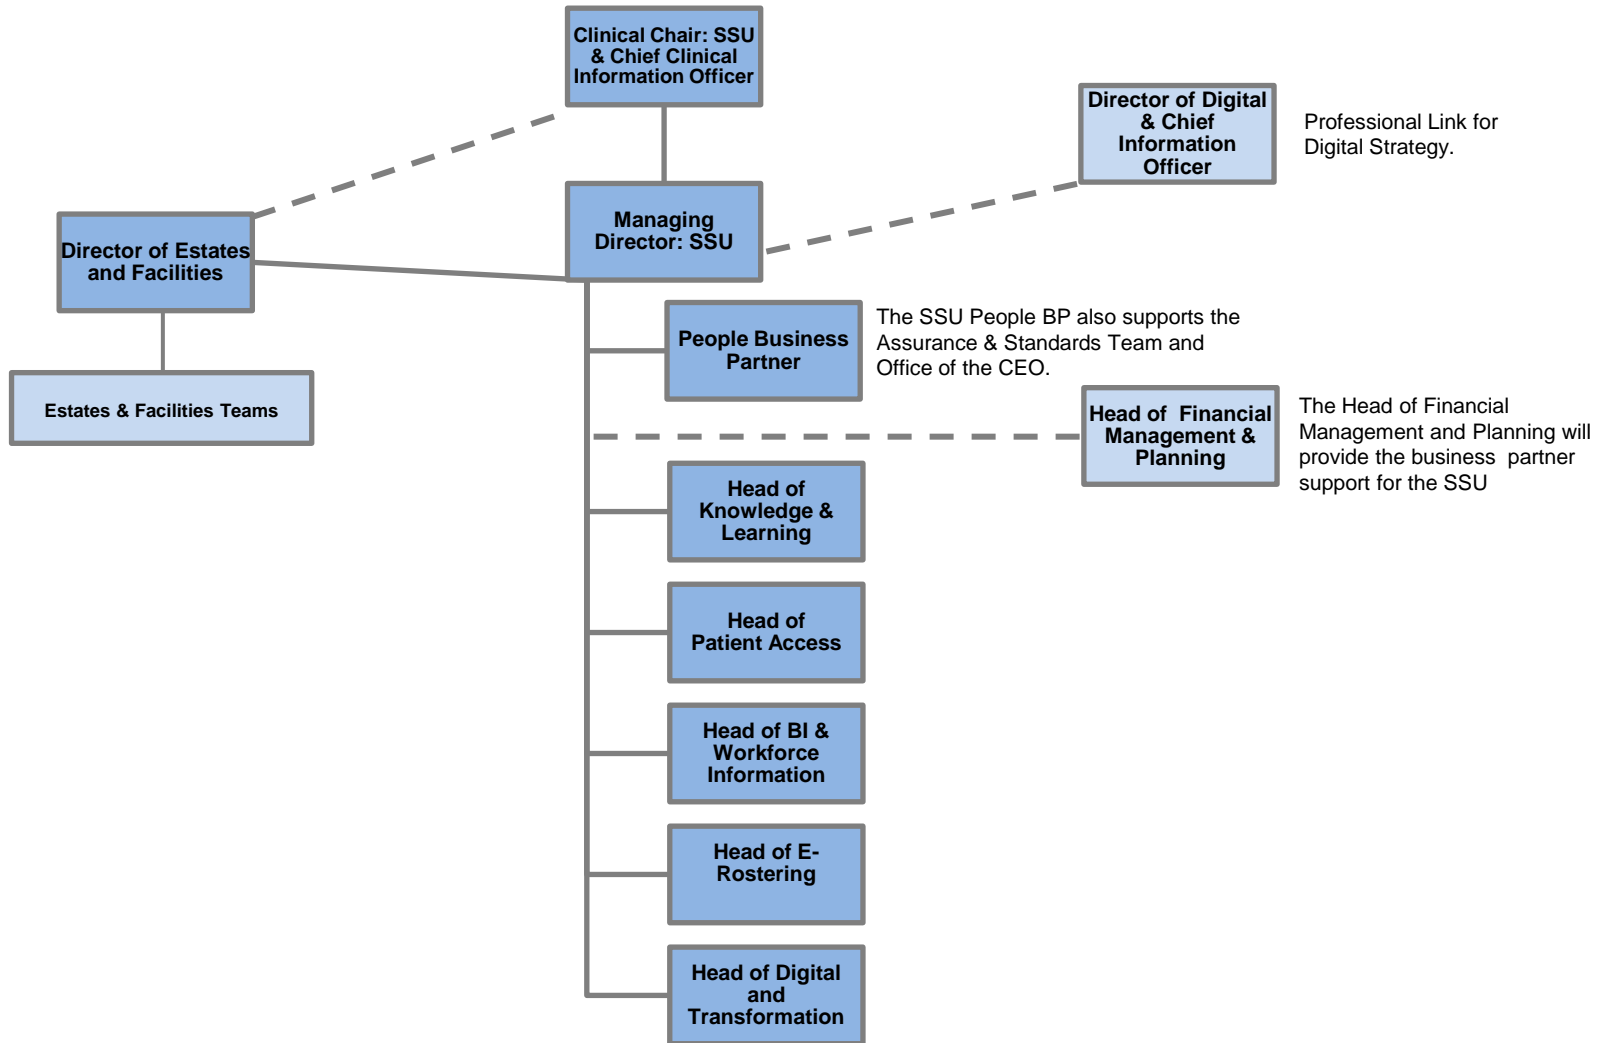 Clinical Chair: SSU
& Chief Clinical
Information Officer
Director of Digital
& Chief
Information
Officer
Professional Link for
Digital Strategy.
Managing
Director: SSU
Director of Estates
and Facilities
Estates & Facilities Teams
People Business
Partner
The SSU People BP also supports the
Assurance & Standards Team and
Office of the CEO.
Head of Financial
Management &
Planning
The Head of Financial
Management and Planning will
provide the business partner
support for the SSU
Head of
Knowledge &
Learning
Head of
Patient Access
Head of BI &
Workforce
Information
Head of E-
Rostering
Head of Digital
and
Transformation